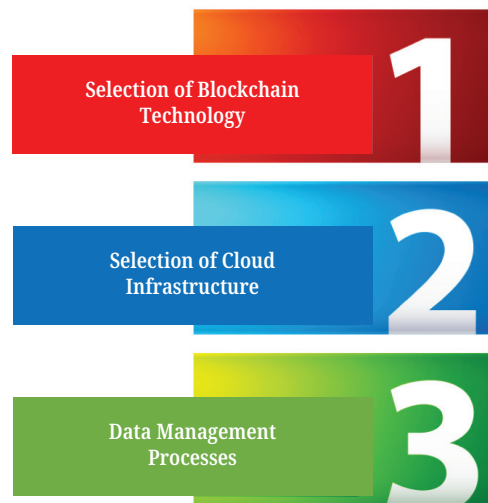 1
Selection of Blockchain
Technology
2
Selection of Cloud
Infrastructure
3
Data Management
Processes